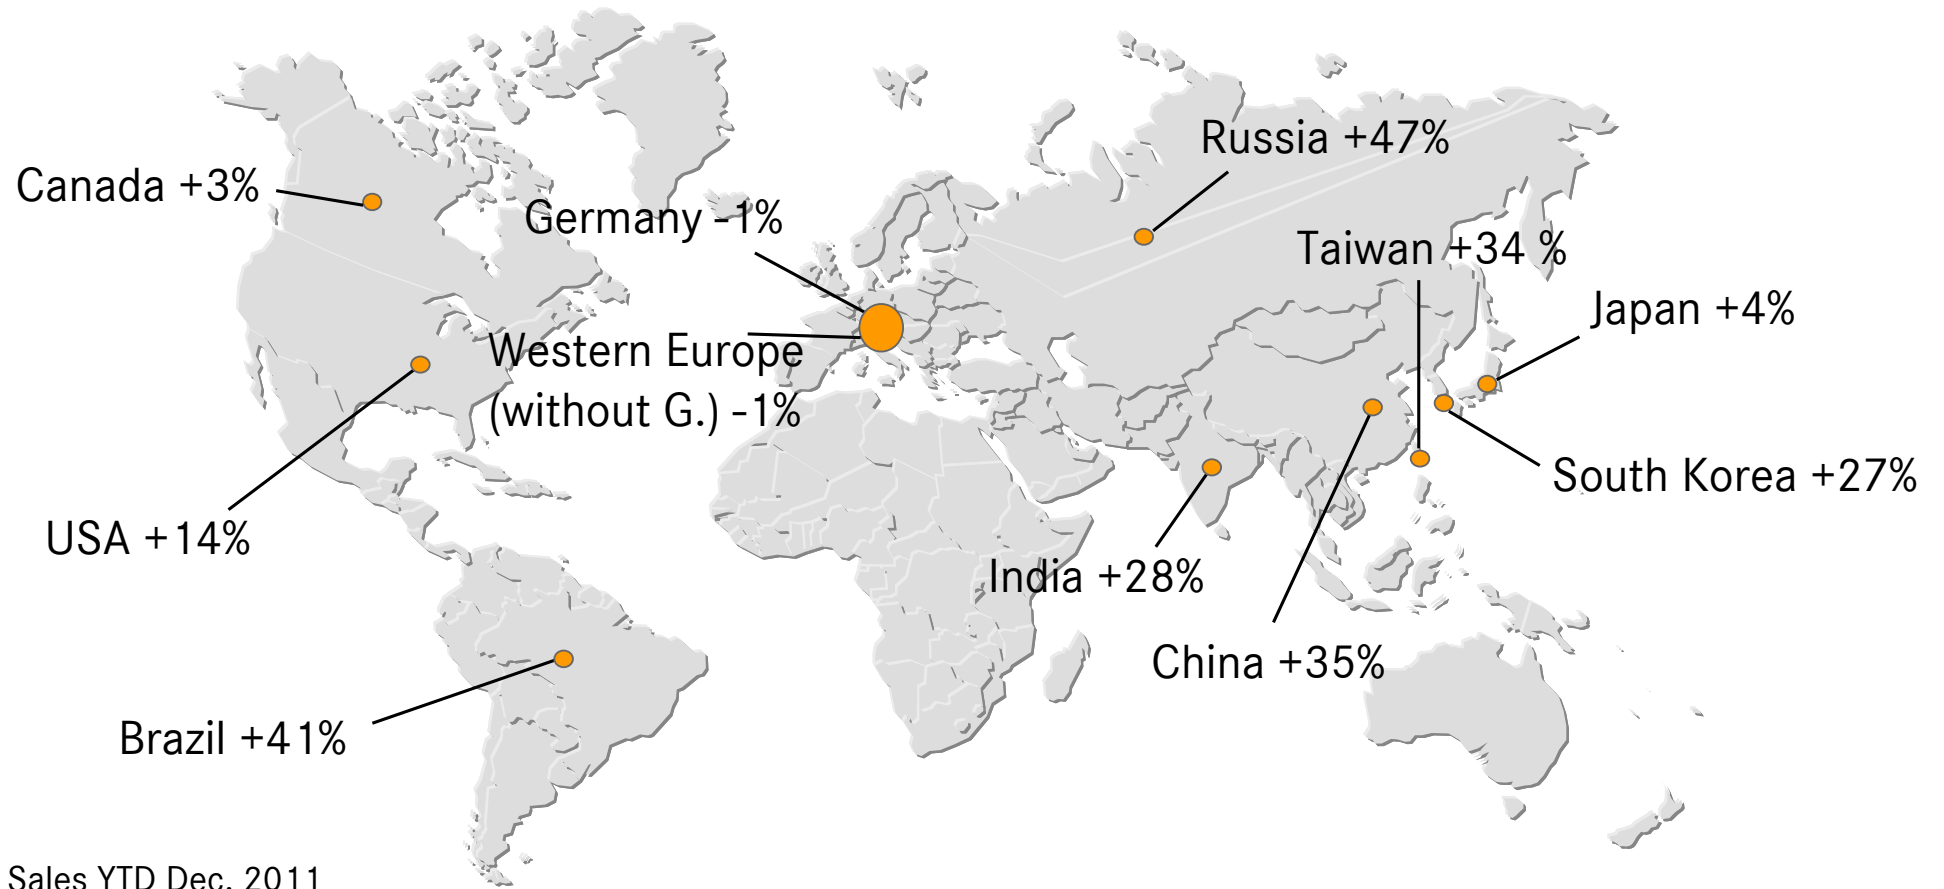 Russia +47%
Canada +3%
Germany -1%
Taiwan +34 %
Japan +4%
Western Europe
(without G.) -1%
South Korea +27%
USA +14%
India +28%
China +35%
Brazil +41%
Sales YTD Dec. 2011